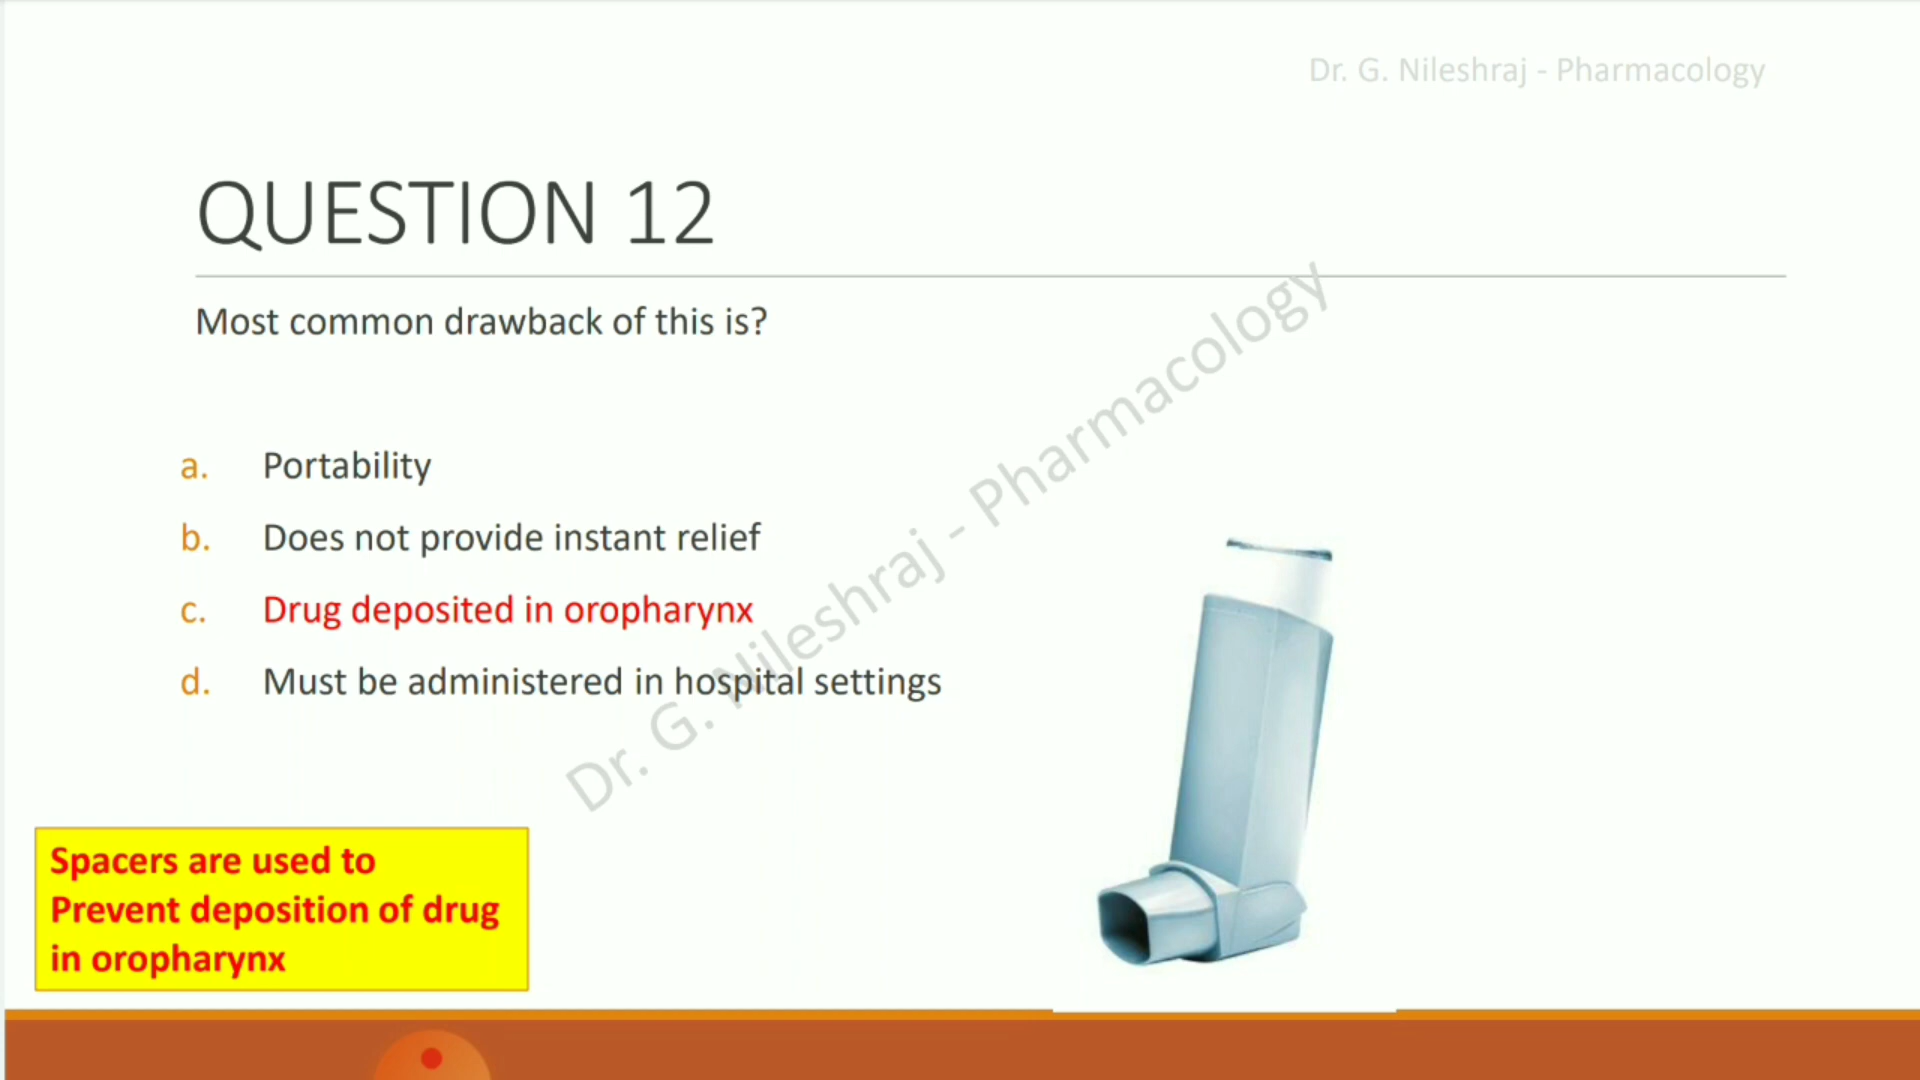 Dr. G. Nileshraj - Pharmacology
QUESTION 12
Most common drawback of this is?
a. Portability
b. Does not provide instant relief
c. Drug deposited in oropharynx
d. Must be administered in hospital settings
Dr. G. Nileshraj - Pharmacology
Spacers are used to
Prevent deposition of drug
in oropharynx